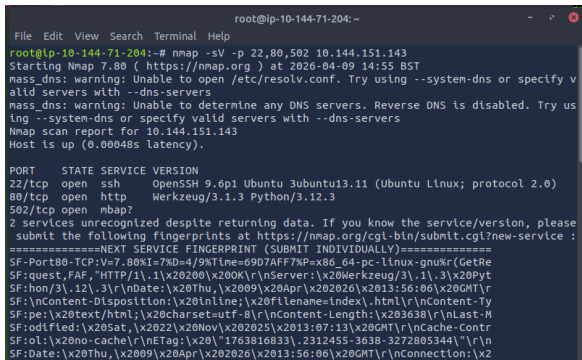 root@ip-10-144-71-204: ~
File Edit View Search Terminal Help
root@ip-10-144-71-204:~# nmap -sV -p 22,80,502 10.144.151.143
Starting Nmap 7.80 ( https://nmap.org ) at 2026-04-09 14:55 BST
mass_dns: warning: Unable to open /etc/resolv.conf. Try using --system-dns or specify v
alid servers with --dns-servers
mass_dns: warning: Unable to determine any DNS servers. Reverse DNS is disabled. Try us
ing --system-dns or specify valid servers with --dns-servers
Nmap scan report for 10.144.151.143
Host is up (0.00048s latency).
PORT STATE SERVICE VERSION
22/tcp open ssh OpenSSH 9.6p1 Ubuntu 3ubuntu13.11 (Ubuntu Linux; protocol 2.0)
80/tcp open http Werkzeug/3.1.3 Python/3.12.3
502/tcp open mbap?
2 services unrecognized despite returning data. If you know the service/version, please
submit the following fingerprints at https://nmap.org/cgi-bin/submit.cgi?new-service :
==============NEXT SERVICE FINGERPRINT (SUBMIT INDIVIDUALLY)==============
SF-Port80-TCP:V=7.80%I=7%D=4/9%Time=69D7AFF7%P=x86_64-pc-linux-gnu%r(GetRe
SF:quest,FAF,"HTTP/1\.1\x20200\x20OK\r\nServer:\x20Werkzeug/3\.1\.3\x20Pyt
SF:hon/3\.12\.3\r\nDate:\x20Thu,\x2009\x20Apr\x202026\x2013:56:06\x20GMT\r
SF:\nContent-Disposition:\x20inline;\x20filename=index\.html\r\nContent-Ty
SF:pe:\x20text/html;\x20charset=utf-8\r\nContent-Length:\x203638\r\nLast-M
SF:odified:\x20Sat,\x2022\x20Nov\x202025\x2013:07:13\x20GMT\r\nCache-Contr
SF:ol:\x20no-cache\r\nETag:\x20\"1763816833\.2312455-3638-3272805344\"\r\n
SF:Date:\x20Thu,\x2009\x20Apr\x202026\x2013:56:06\x20GMT\r\nConnection:\x